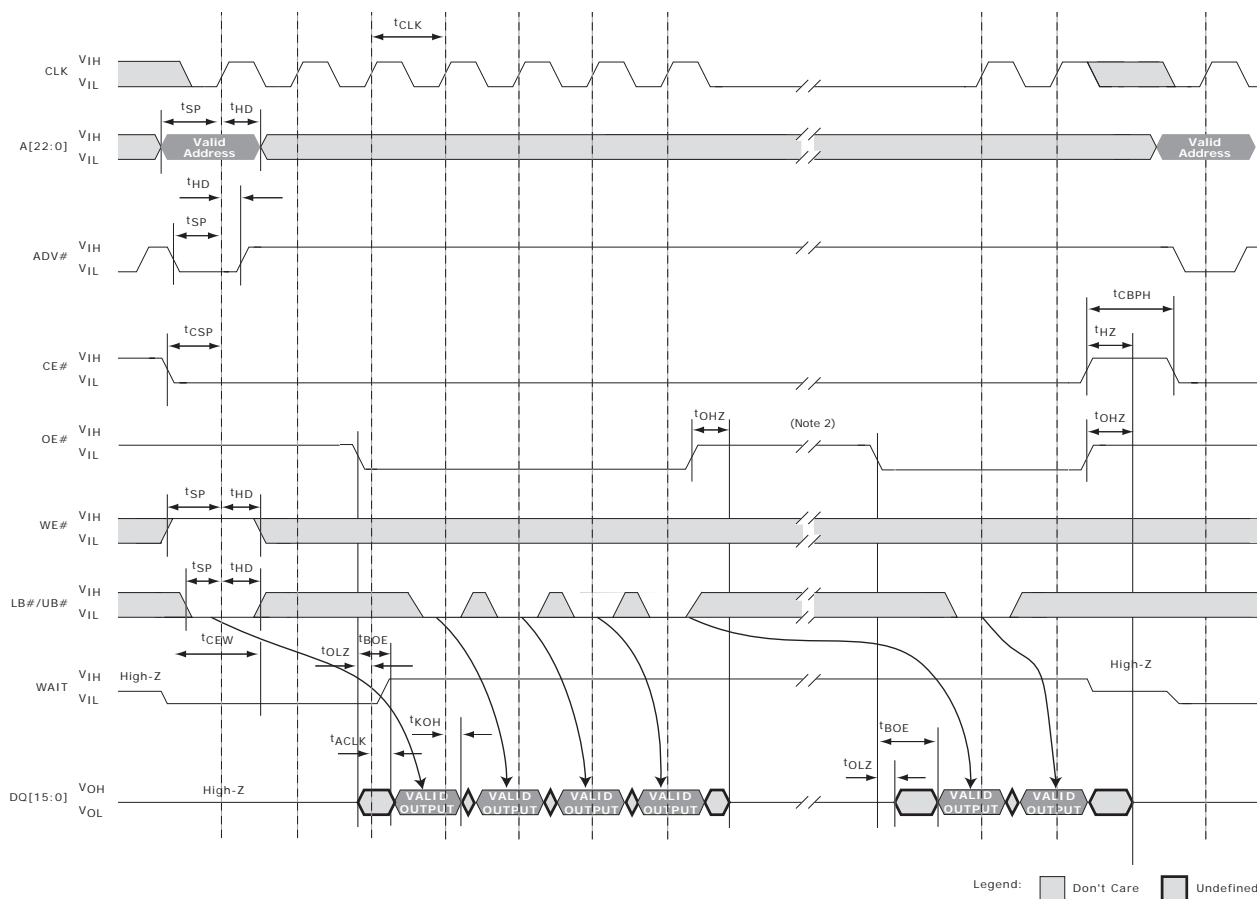 tCLK
CLK VIH
VIL
tSP tHD
A[22:0] VIH
VIL
Valid
Address
Valid
Address
tHD
tSP
ADV# VIH
VIL
tCBPH
tCSP
tHZ
CE# VIH
VIL
tOHZ
(Note 2)
tOHZ
OE# VIH
VIL
tSP tHD
WE# VIH
VIL
tSP tHD
LB#/UB# VIH
VIL
tCEW
tOLZ
tBOE
High-Z
WAIT VIH
VIL
High-Z
tKOH
tACLK
tBOE
tOLZ
DQ[15:0] VOH
VOL
High-Z
VALID
OUTPUT
VALID
OUTPUT
VALID
OUTPUT
VALID
OUTPUT
VALID
OUTPUT
VALID
OUTPUT
Legend: Don't Care Undefined